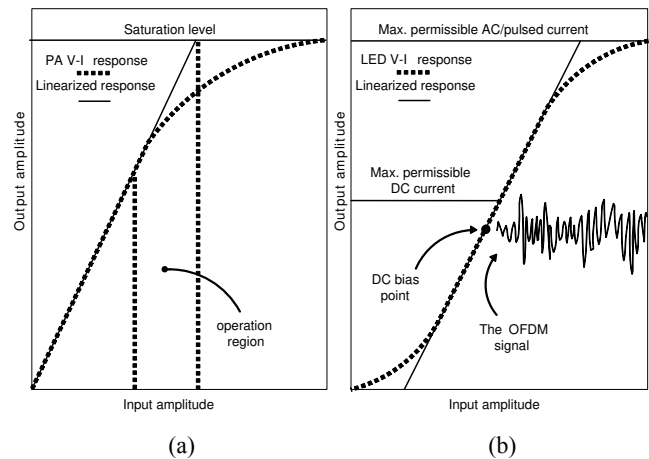 Saturation level
PA V-I response
Linearized response
operation
region
Output amplitude
Input amplitude
(a)
Max. permissible AC/pulsed current
LED V-I response
Linearized response
Max. permissible
DC current
DC bias
point
The OFDM
signal
Output amplitude
Input amplitude
(b)